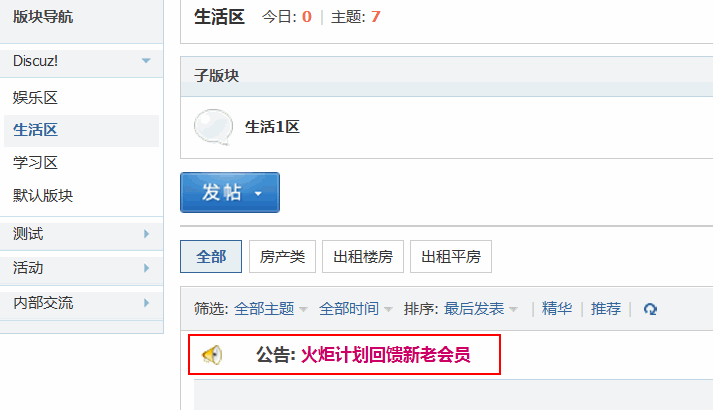 版块导航
Discuz!
娱乐区
生活区
学习区
默认版块
测试
活动
内部交流
生活区 今日: 0 | 主题: 7
子版块
生活1区
发帖
全部 房产类 出租楼房 出租平房
筛选: 全部主题 全部时间 排序: 最后发表 | 精华 | 推荐 |
公告: 火炬计划回馈新老会员